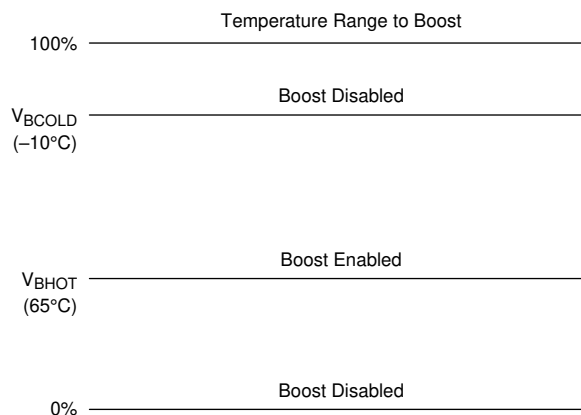 Temperature Range to Boost
100%
Boost Disabled
VBCOLD
(–10°C)
Boost Enabled
VBHOT
(65°C)
Boost Disabled
0%